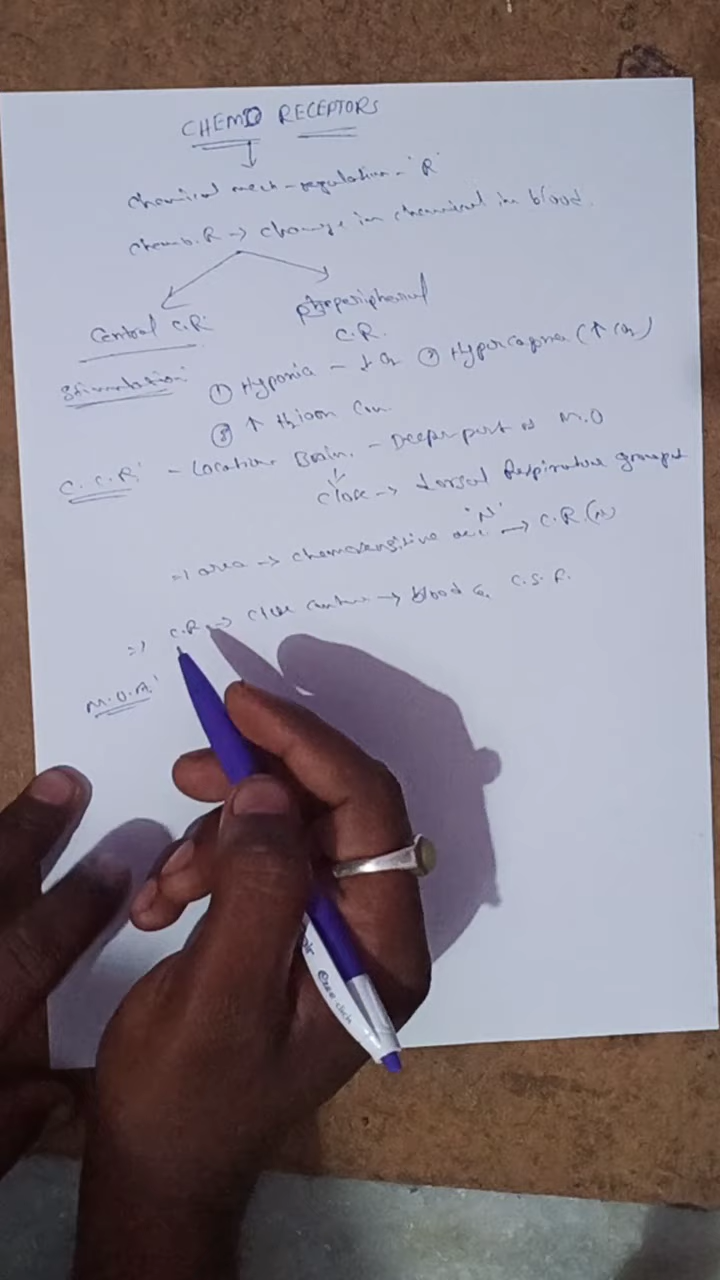 CHEMO RECEPTORS
Chemical mech-regulation - 'R'
Chemo.R → change in chemical in blood.
Central C.R.
peripheral
C.R.
Stimulation:
① Hypoxia - ↓ O₂ ② Hypercapnea (↑ CO₂)
③ ↑ H⁺ ion Con.
C.C.R: - Location: Brain. - Deeper part of M.O
Close → dorsal Respiratory group
⇒ area → chemosensitive area 'N' → C.R.(N)
⇒ C.R → close contact → blood & C.S.F.
M.O.A: